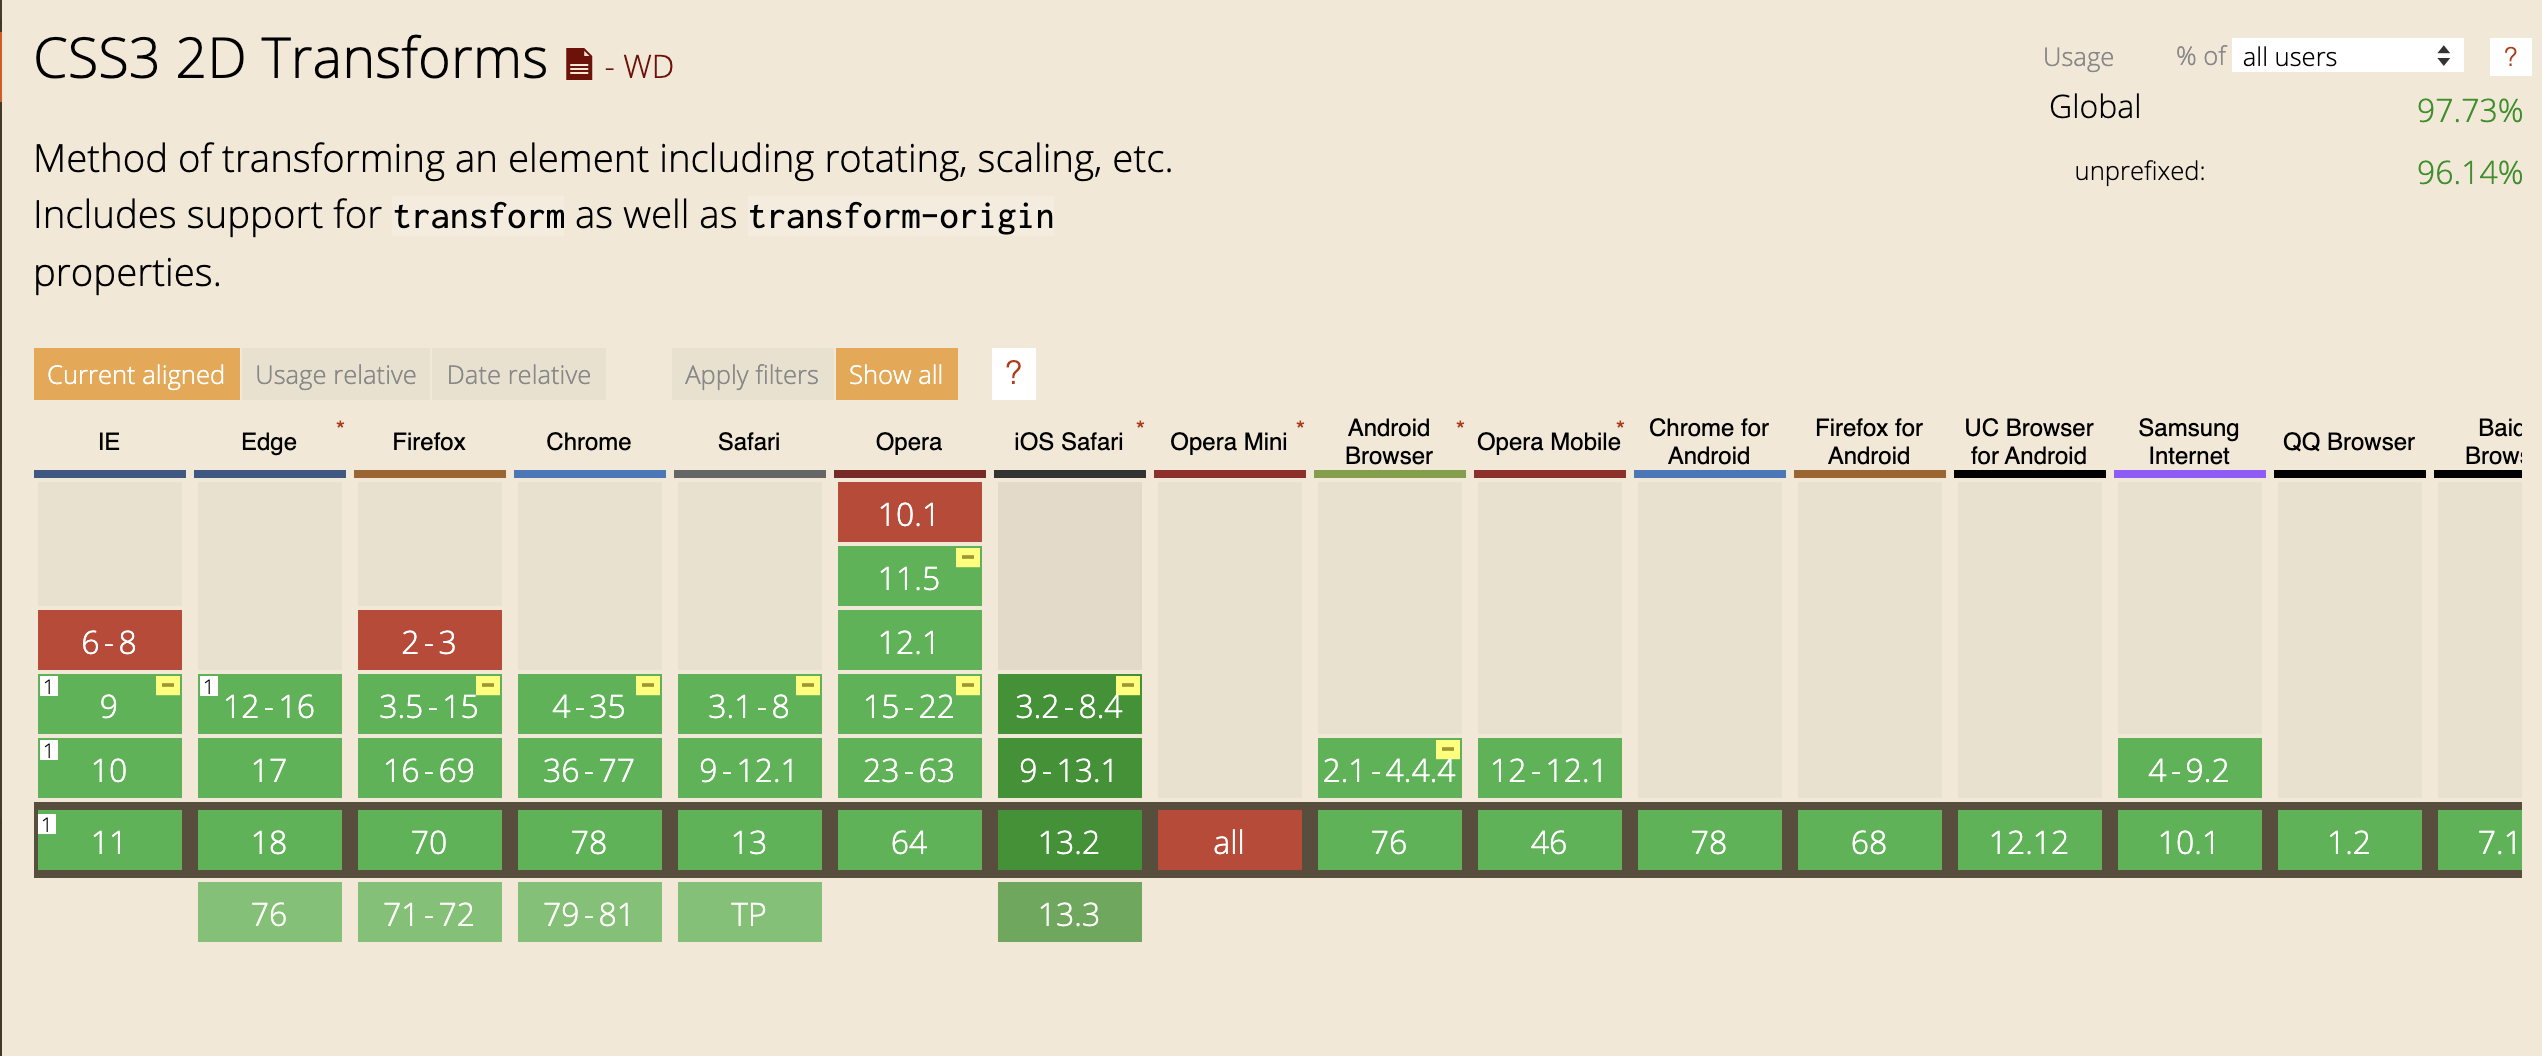 CSS3 2D Transforms - WD
Usage % of all users ?
Global 97.73%
unprefixed: 96.14%
Method of transforming an element including rotating, scaling, etc.
Includes support for transform as well as transform-origin
properties.
Current aligned Usage relative Date relative Apply filters Show all ?
IE Edge * Firefox Chrome Safari Opera iOS Safari * Opera Mini * Android Browser * Opera Mobile * Chrome for Android Firefox for Android UC Browser for Android Samsung Internet QQ Browser
10.1
11.5
6-8 2-3 12.1
1 9 1 12-16 3.5-15 4-35 3.1-8 15-22 3.2-8.4
1 10 17 16-69 36-77 9-12.1 23-63 9-13.1 2.1-4.4.4 12-12.1 4-9.2
1 11 18 70 78 13 64 13.2 all 76 46 78 68 12.12 10.1 1.2 7.1
76 71-72 79-81 TP 13.3